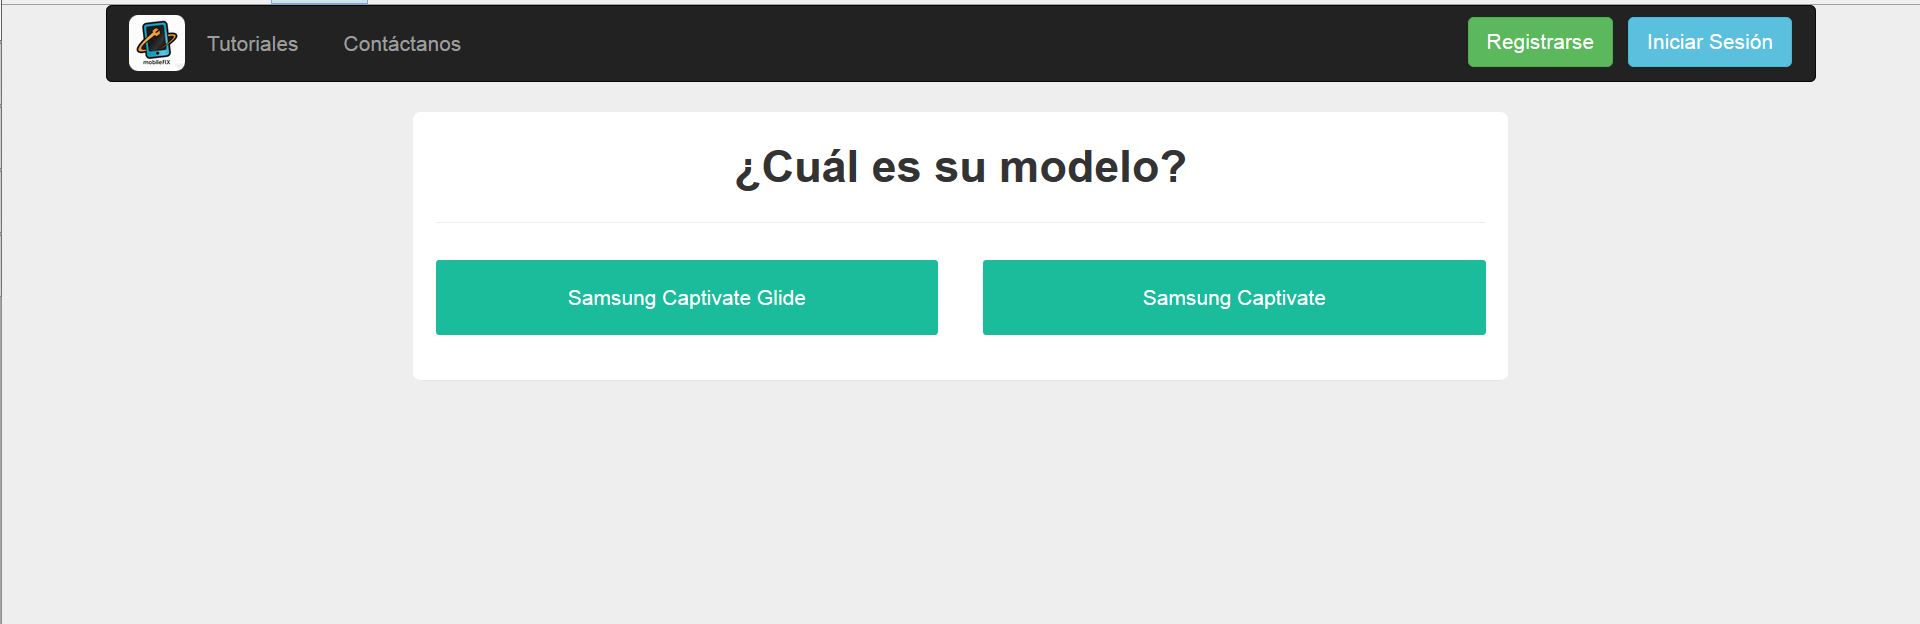 mobileFIX
Tutoriales
Contáctanos
Registrarse
Iniciar Sesión
¿Cuál es su modelo?
Samsung Captivate Glide
Samsung Captivate